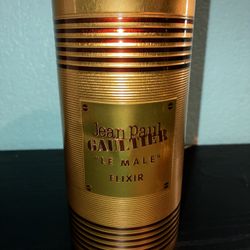 Jean Paul
GAULTIER
"LE MALE"
ELIXIR